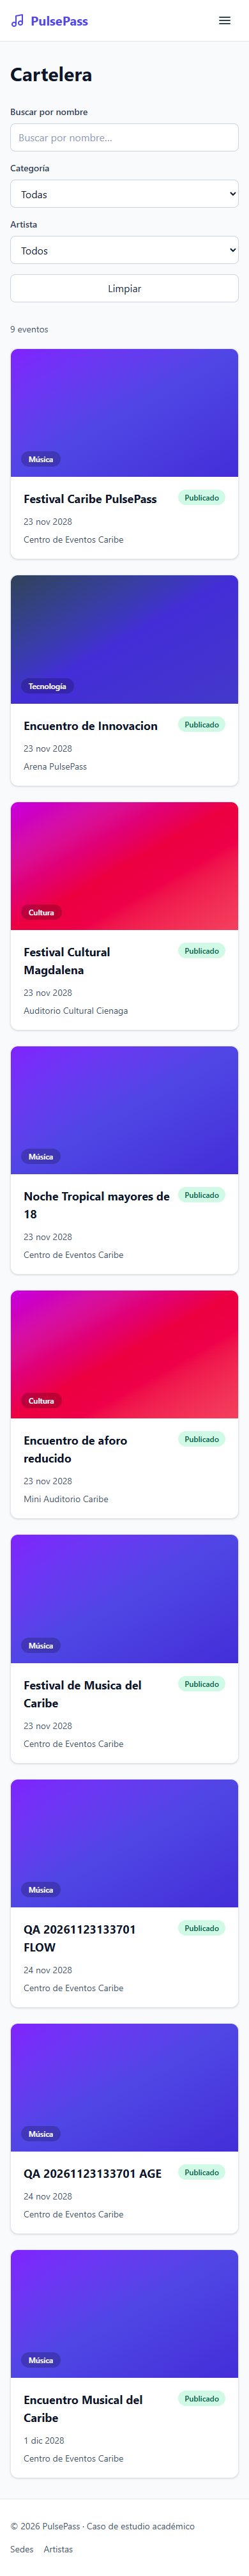 PulsePass
Cartelera
Buscar por nombre
Buscar por nombre...
Categoría
Todas
Artista
Todos
Limpiar
9 eventos
Música
Festival Caribe PulsePass
Publicado
23 nov 2028
Centro de Eventos Caribe
Tecnología
Encuentro de Innovacion
Publicado
23 nov 2028
Arena PulsePass
Cultura
Festival Cultural
Magdalena
Publicado
23 nov 2028
Auditorio Cultural Cienaga
Música
Noche Tropical mayores de
18
Publicado
23 nov 2028
Centro de Eventos Caribe
Cultura
Encuentro de aforo
reducido
Publicado
23 nov 2028
Mini Auditorio Caribe
Música
Festival de Musica del
Caribe
Publicado
23 nov 2028
Centro de Eventos Caribe
Música
QA 20261123133701
FLOW
Publicado
24 nov 2028
Centro de Eventos Caribe
Música
QA 20261123133701 AGE
Publicado
24 nov 2028
Centro de Eventos Caribe
Música
Encuentro Musical del
Caribe
Publicado
1 dic 2028
Centro de Eventos Caribe
© 2026 PulsePass · Caso de estudio académico
Sedes Artistas